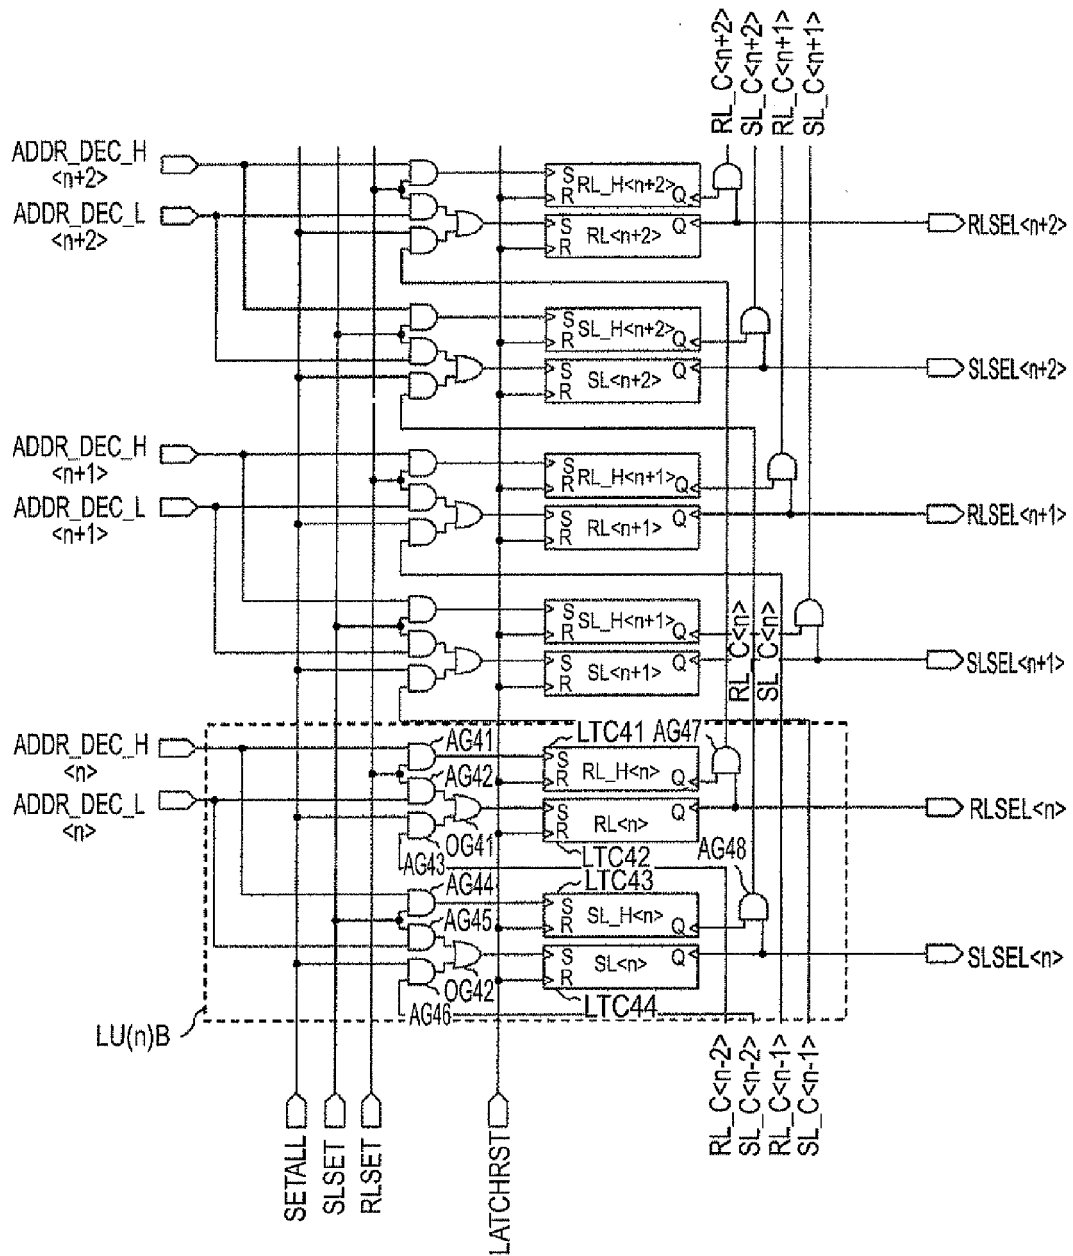 RL_C<n+2>
SL_C<n+2>
RL_C<n+1>
SL_C<n+1>
ADDR_DEC_H
<n+2>
ADDR_DEC_L
<n+2>
S
R
RL_H<n+2>
Q
S
R
RL<n+2>
Q
RLSEL<n+2>
S
R
SL_H<n+2>
Q
S
R
SL<n+2>
Q
SLSEL<n+2>
ADDR_DEC_H
<n+1>
ADDR_DEC_L
<n+1>
S
R
RL_H<n+1>
Q
S
R
RL<n+1>
Q
RLSEL<n+1>
S
R
SL_H<n+1>
Q
S
R
SL<n+1>
Q
RL_C<n>
SL_C<n>
SLSEL<n+1>
ADDR_DEC_H
<n>
ADDR_DEC_L
<n>
AG41
LTC41
AG47
S
R
RL_H<n>
Q
AG42
S
R
RL<n>
Q
RLSEL<n>
AG43
OG41
LTC42
AG48
AG44
LTC43
S
R
SL_H<n>
Q
AG45
S
R
SL<n>
Q
SLSEL<n>
AG46
OG42
LTC44
LU(n)B
SETALL
SLSET
RLSET
LATCHRST
RL_C<n-2>
SL_C<n-2>
RL_C<n-1>
SL_C<n-1>